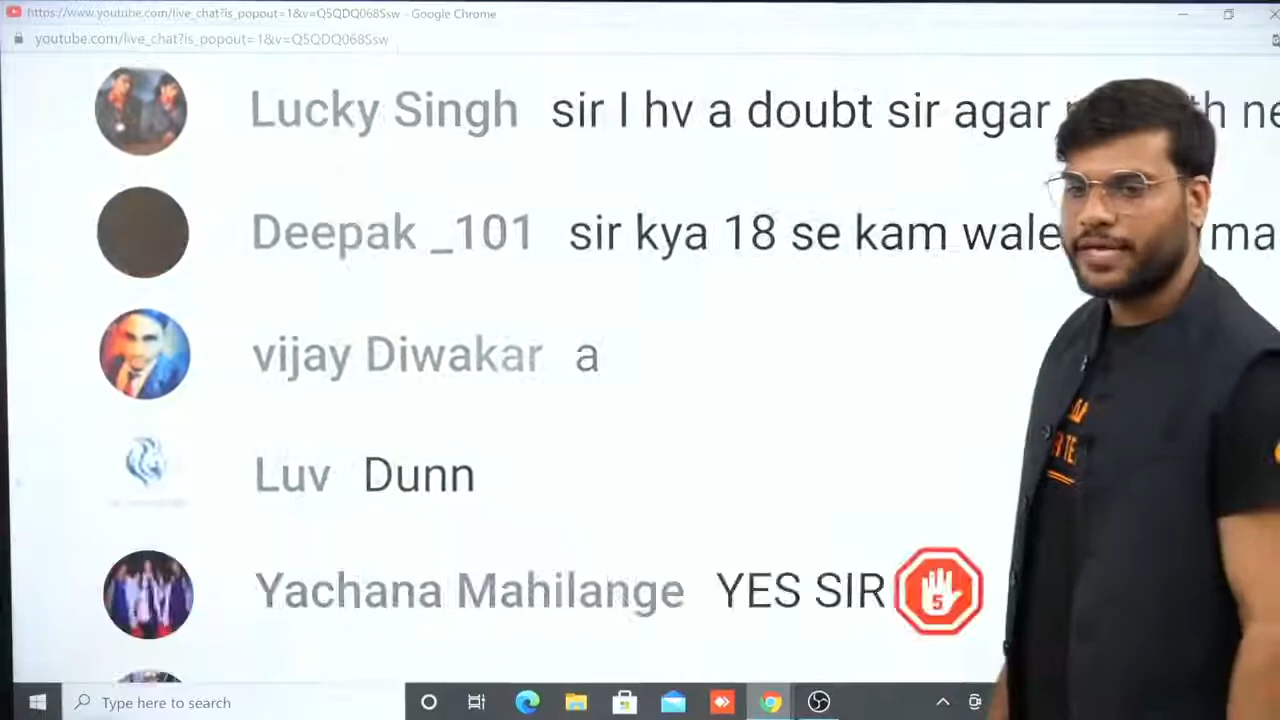 https://www.youtube.com/live_chat?is_popout=1&v=Q5QDQ068Ssw - Google Chrome
youtube.com/live_chat?is_popout=1&v=Q5QDQ068Ssw
Lucky Singh sir I hv a doubt sir agar
Deepak _101 sir kya 18 se kam wale
vijay Diwakar a
Luv Dunn
Yachana Mahilange YES SIR 5
Type here to search